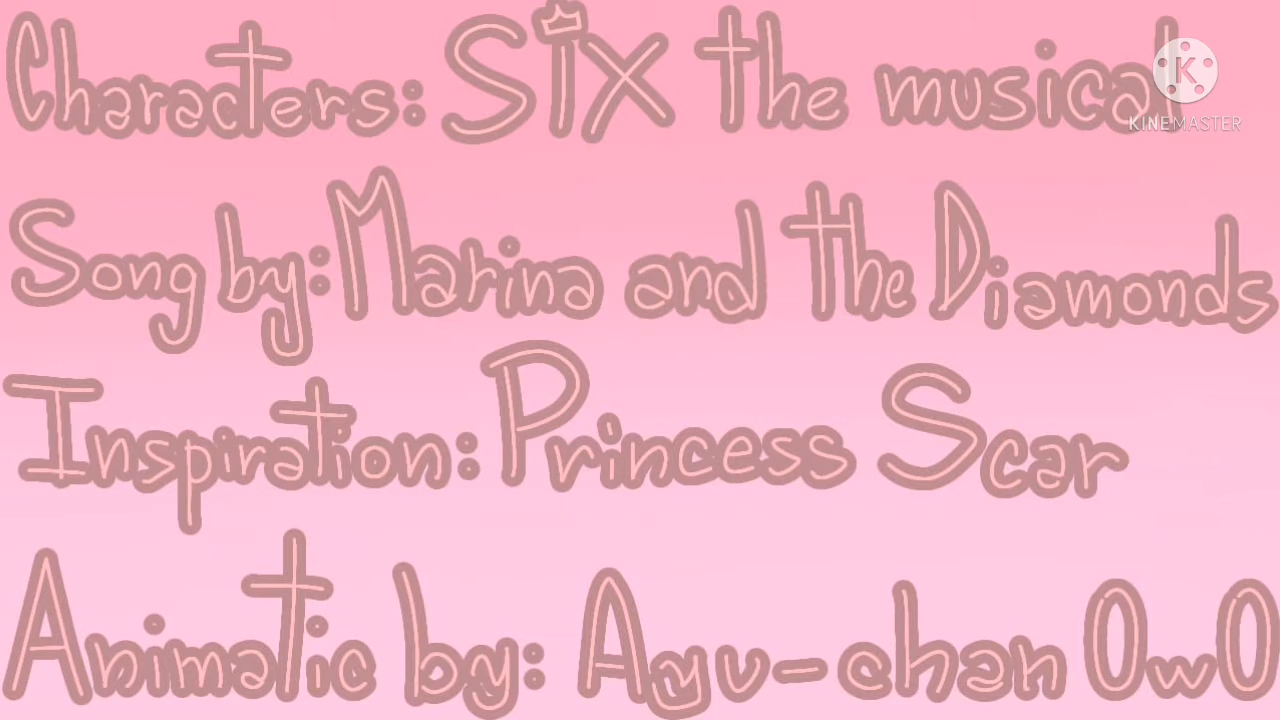 Characters: SIX the musical
KINEMASTER
Song by: Marina and the Diamonds
Inspiration: Princess Scar
Animatic by: Ayu-chan OwO